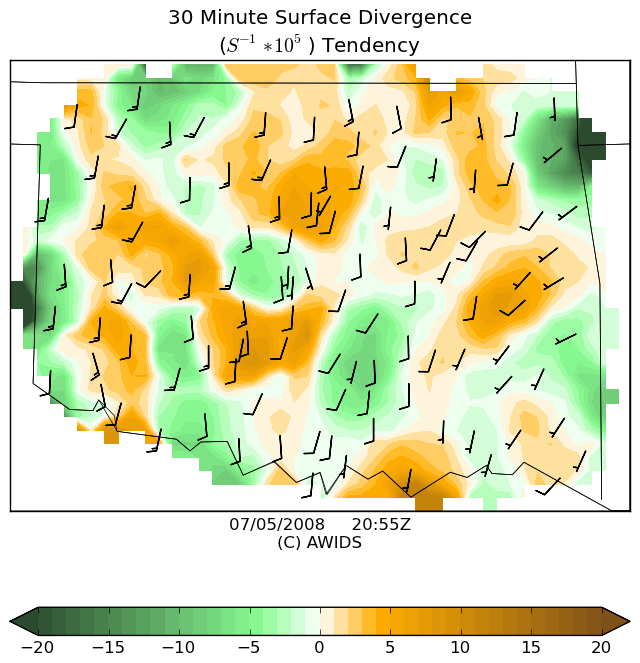 30 Minute Surface Divergence
(S⁻¹ *10⁵ ) Tendency
07/05/2008 20:55Z
(C) AWIDS
−20 −15 −10 −5 0 5 10 15 20